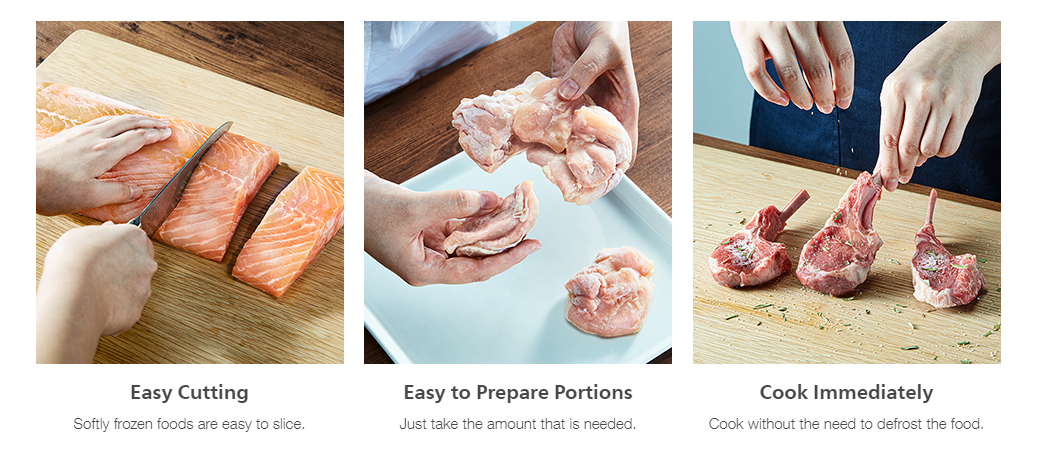 Easy Cutting
Softly frozen foods are easy to slice.
Easy to Prepare Portions
Just take the amount that is needed.
Cook Immediately
Cook without the need to defrost the food.